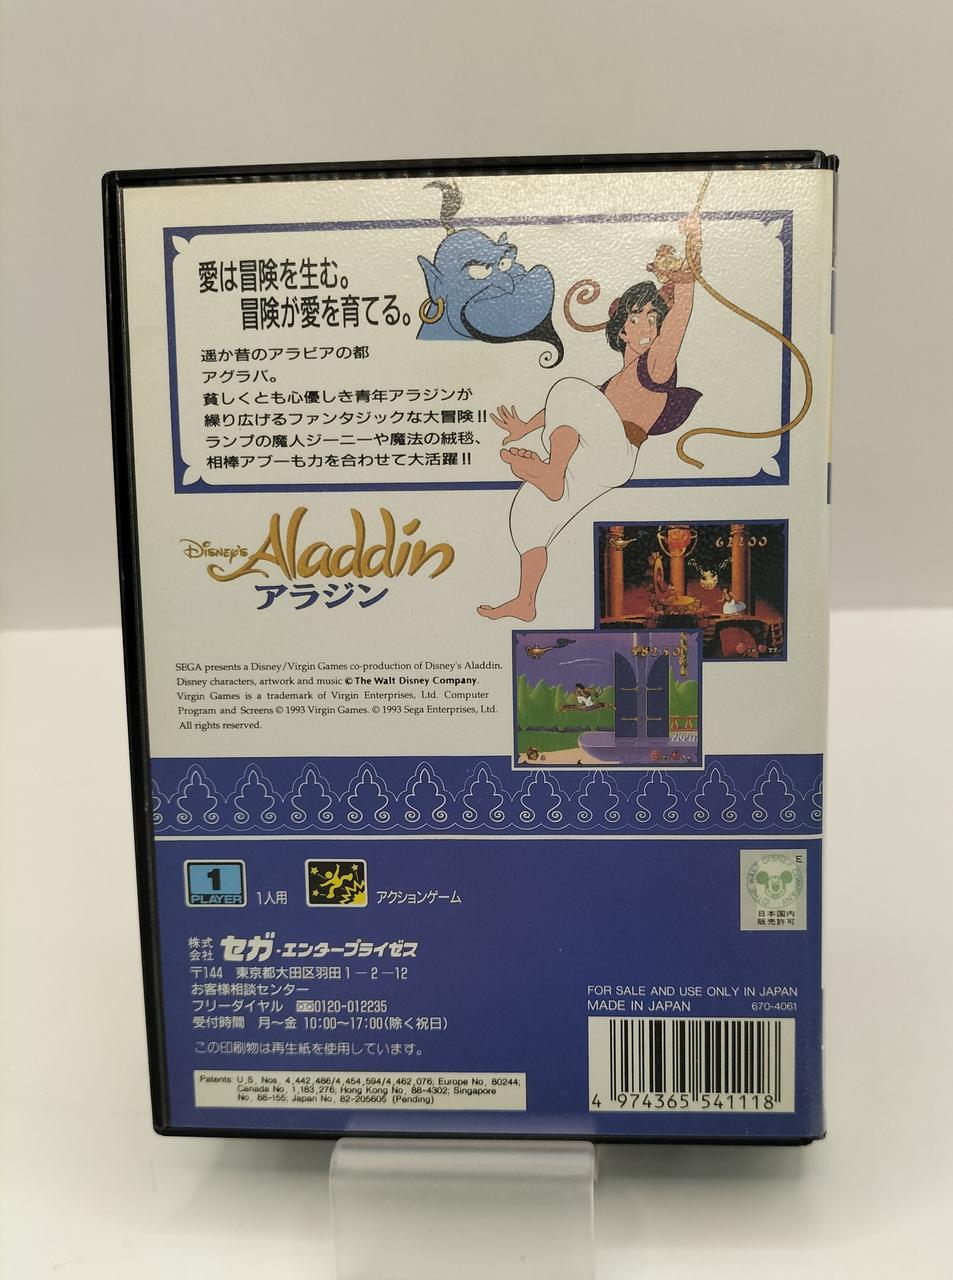 愛は冒険を生む。
冒険が愛を育てる。
遥か昔のアラビアの都
アグラバ。
貧しくとも心優しき青年アラジンが
繰り広げるファンタジックな大冒険!!
ランプの魔人ジーニーや魔法の絨毯、
相棒アブーも力を合わせて大活躍!!
DISNEY'S Aladdin
アラジン
62200
58250
SEGA presents a Disney/Virgin Games co-production of Disney's Aladdin.
Disney characters, artwork and music © The Walt Disney Company.
Virgin Games is a trademark of Virgin Enterprises, Ltd. Computer
Program and Screens © 1993 Virgin Games. © 1993 Sega Enterprises, Ltd.
All rights reserved.
1 PLAYER 1人用 アクションゲーム
E
THE WALT DISNEY COMPANY
日本国内
販売許可
株式会社 セガ・エンタープライゼス
〒144 東京都大田区羽田1-2-12
お客様相談センター
フリーダイヤル 0120-012235
受付時間 月〜金 10:00〜17:00(除く祝日)
この印刷物は再生紙を使用しています。
FOR SALE AND USE ONLY IN JAPAN
MADE IN JAPAN 670-4061
Patents: U.S. Nos. 4,442,486/4,454,594/4,462,076; Europe No. 80244;
Canada No. 1,183,276; Hong Kong No. 88-4302; Singapore
No. 88-155; Japan No. 82-205605 (Pending)
4 974365 541118